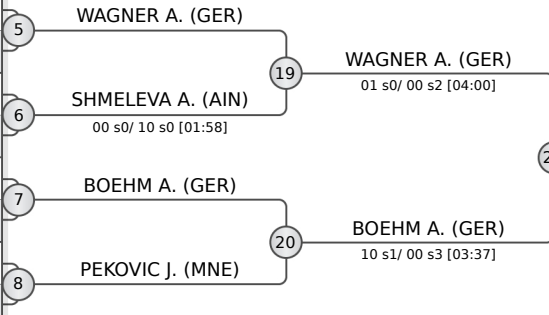 WAGNER A. (GER)
5
19
WAGNER A. (GER)
01 s0/ 00 s2 [04:00]
6
SHMELEVA A. (AIN)
00 s0/ 10 s0 [01:58]
7
BOEHM A. (GER)
20
BOEHM A. (GER)
10 s1/ 00 s3 [03:37]
8
PEKOVIC J. (MNE)